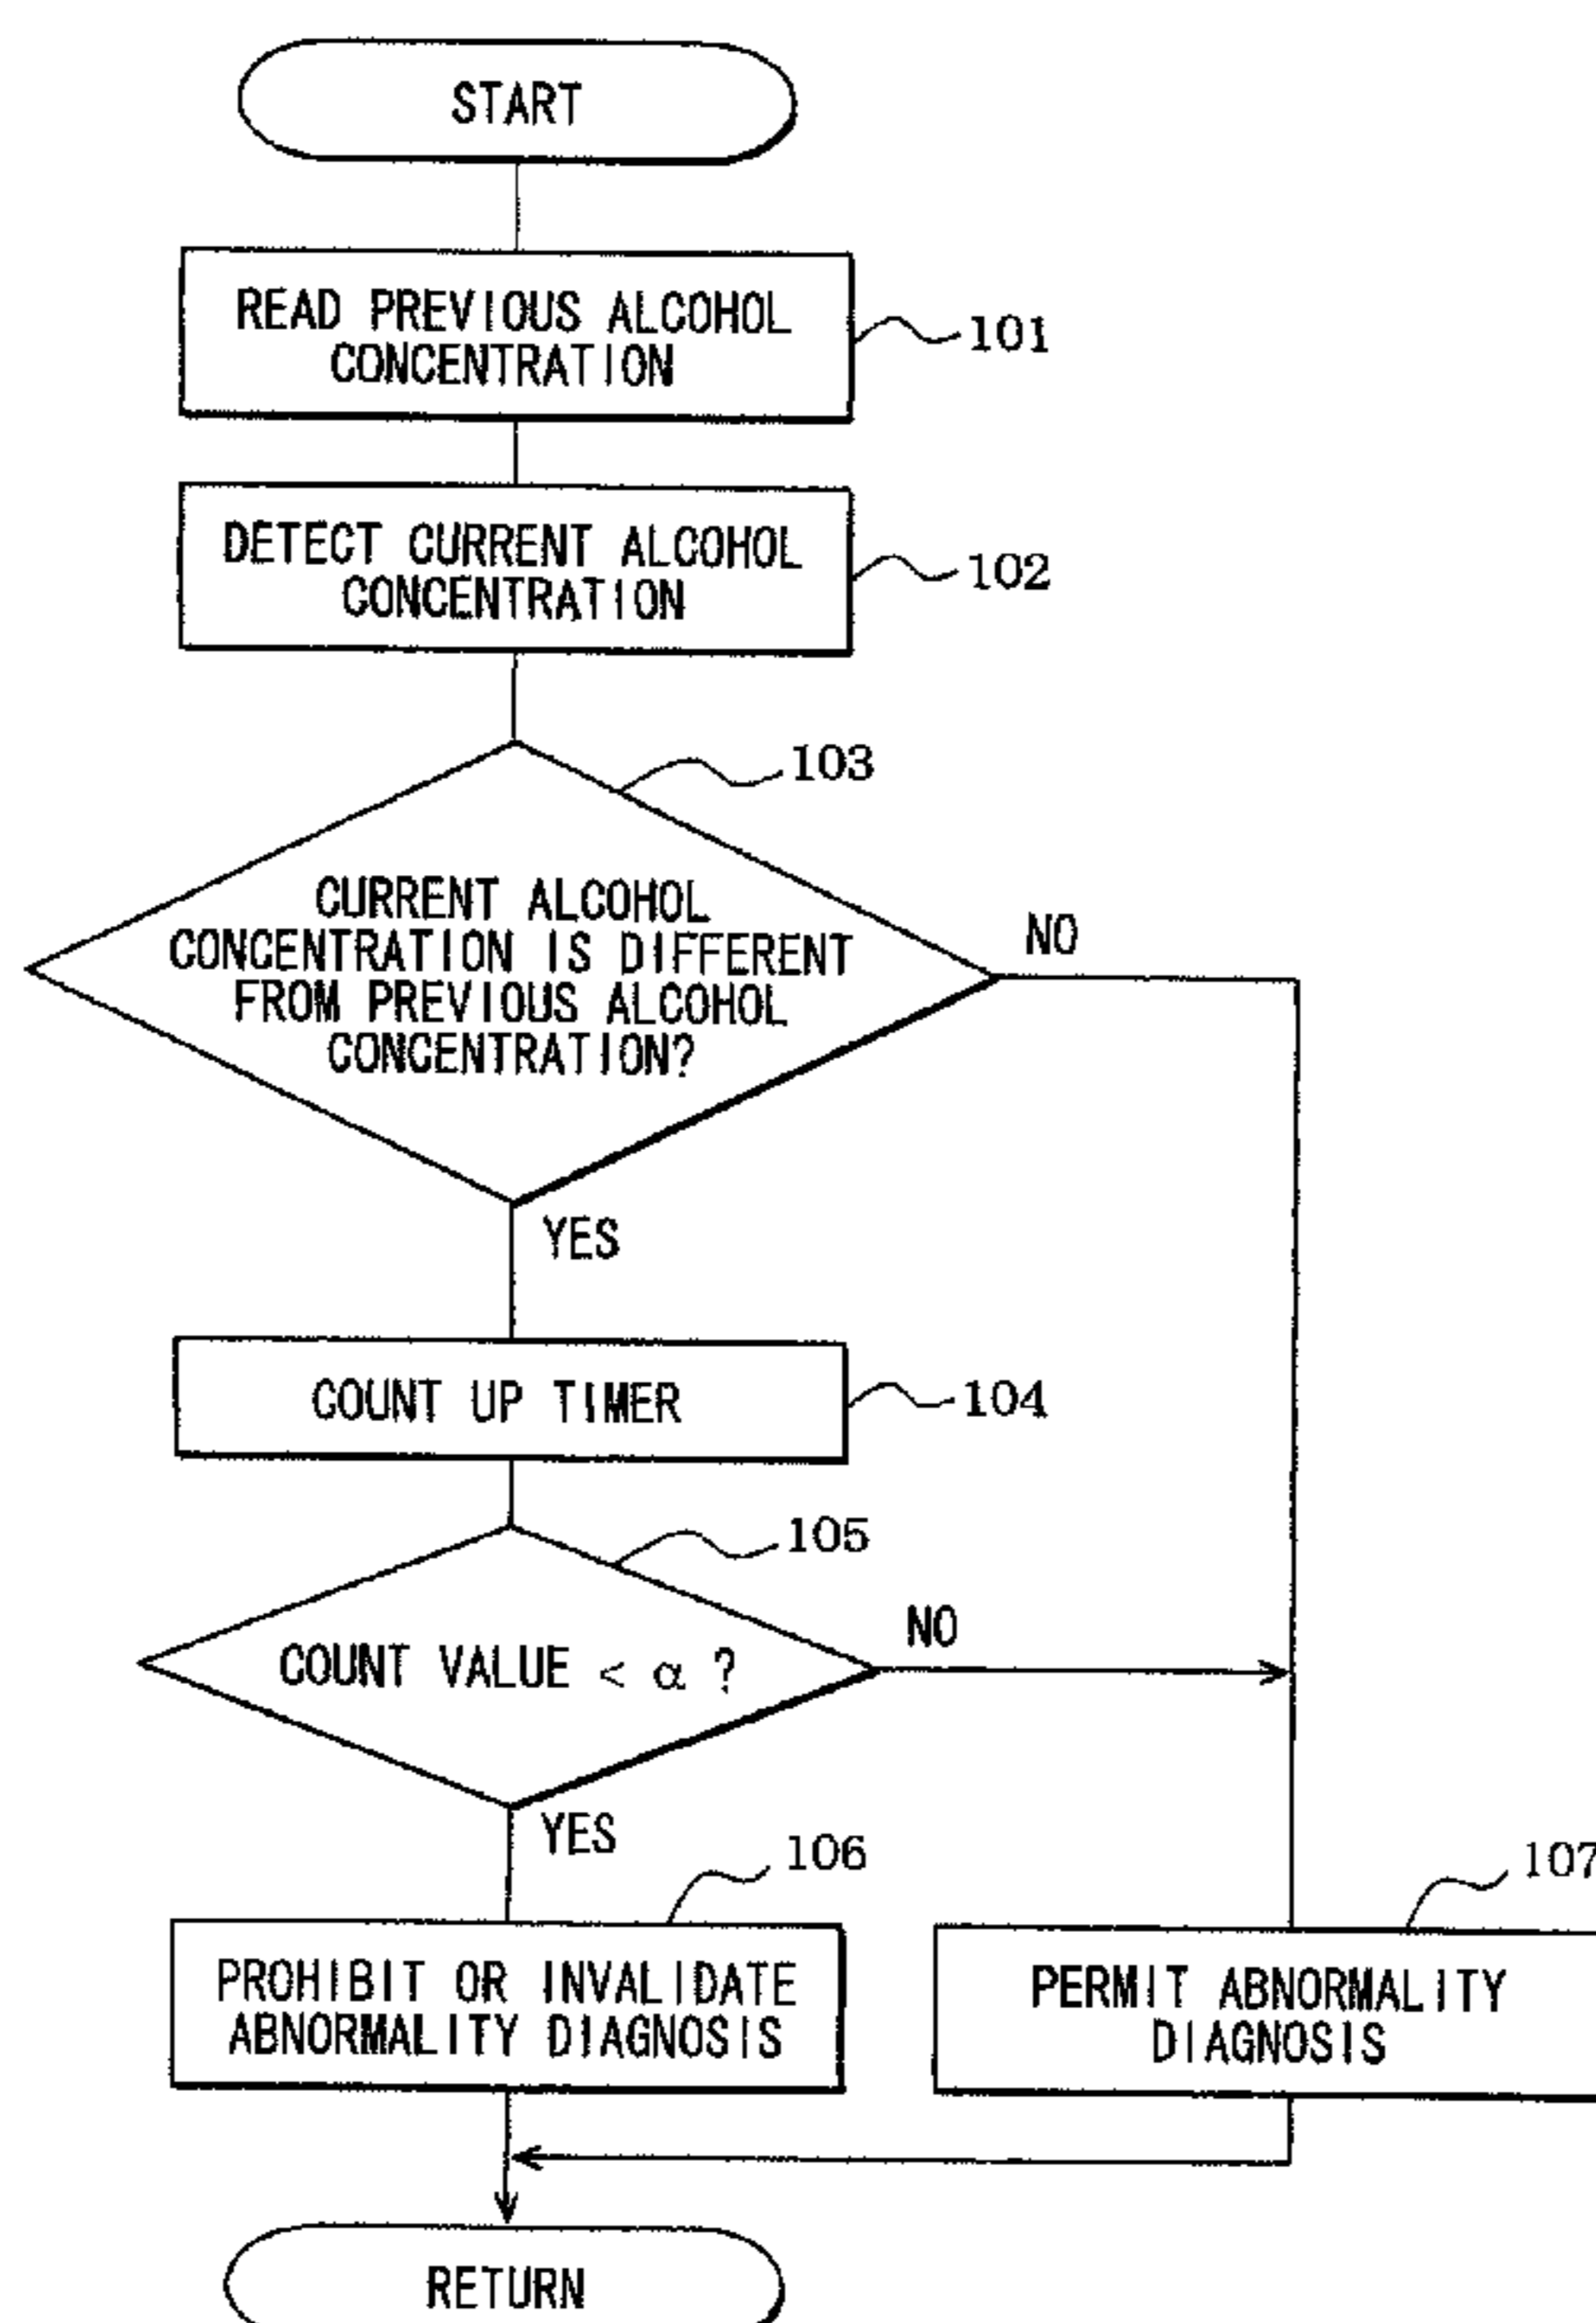 START
READ PREVIOUS ALCOHOL
CONCENTRATION
101
DETECT CURRENT ALCOHOL
CONCENTRATION
102
103
CURRENT ALCOHOL
CONCENTRATION IS DIFFERENT
FROM PREVIOUS ALCOHOL
CONCENTRATION?
NO
YES
COUNT UP TIMER
104
105
COUNT VALUE < α ?
NO
YES
106
107
PROHIBIT OR INVALIDATE
ABNORMALITY DIAGNOSIS
PERMIT ABNORMALITY
DIAGNOSIS
RETURN